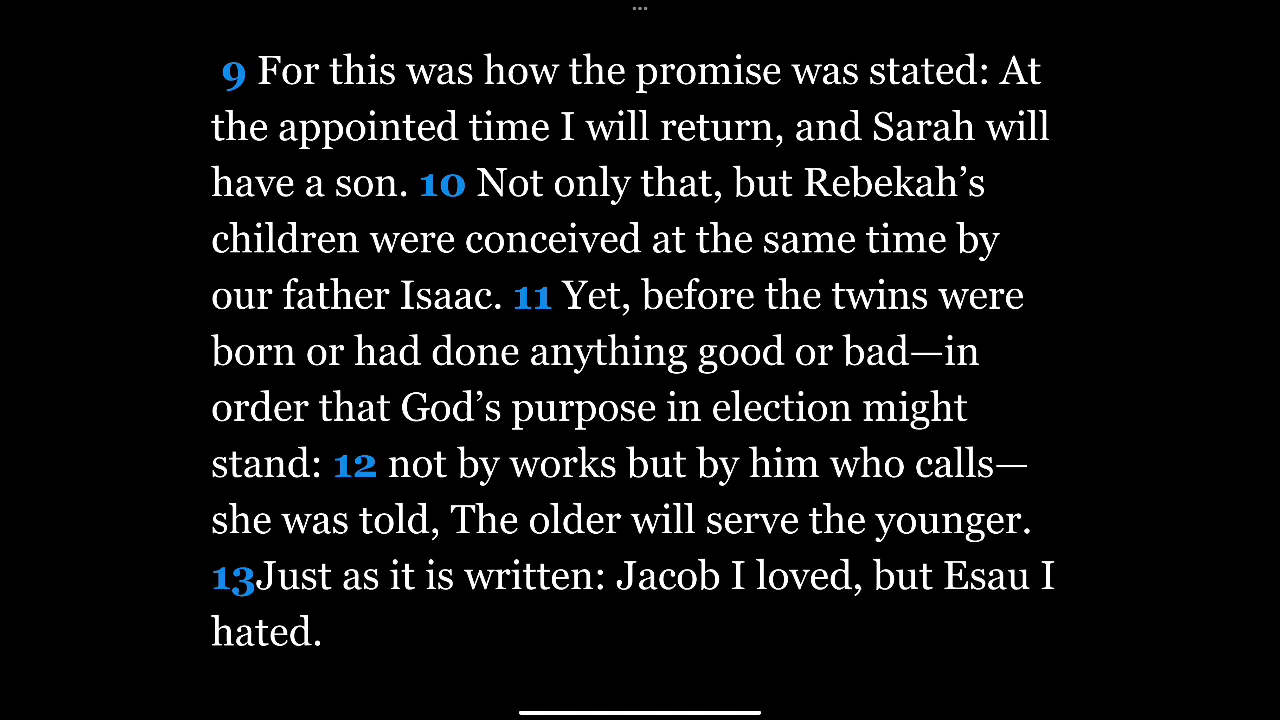 9 For this was how the promise was stated: At
the appointed time I will return, and Sarah will
have a son. 10 Not only that, but Rebekah’s
children were conceived at the same time by
our father Isaac. 11 Yet, before the twins were
born or had done anything good or bad—in
order that God’s purpose in election might
stand: 12 not by works but by him who calls—
she was told, The older will serve the younger.
13Just as it is written: Jacob I loved, but Esau I
hated.